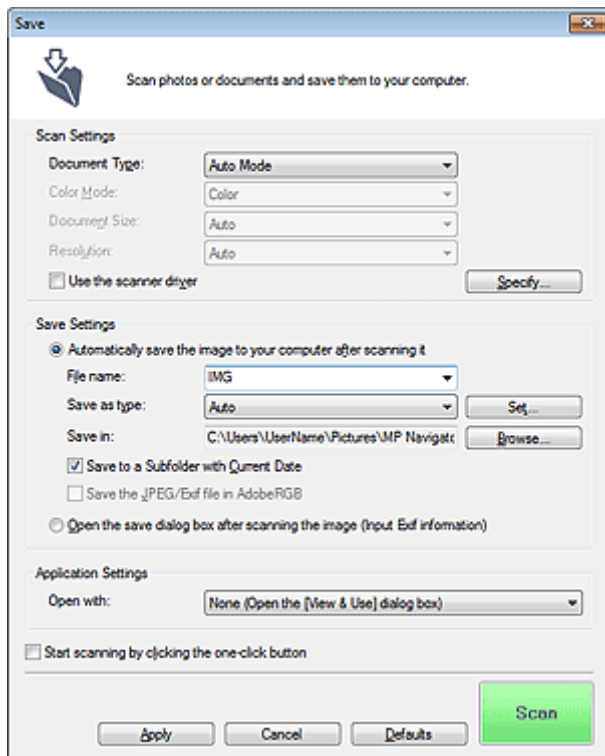 Save
Scan photos or documents and save them to your computer.
Scan Settings
Document Type: Auto Mode
Color Mode: Color
Document Size: Auto
Resolution: Auto
Use the scanner driver Specify...
Save Settings
Automatically save the image to your computer after scanning it
File name: IMG
Save as type: Auto Set...
Save in: C:\Users\UserName\Pictures\MP Navigato Browse...
Save to a Subfolder with Current Date
Save the JPEG/Exif file in AdobeRGB
Open the save dialog box after scanning the image (Input Exif information)
Application Settings
Open with: None (Open the [View & Use] dialog box)
Start scanning by clicking the one-click button
Scan
Apply Cancel Defaults